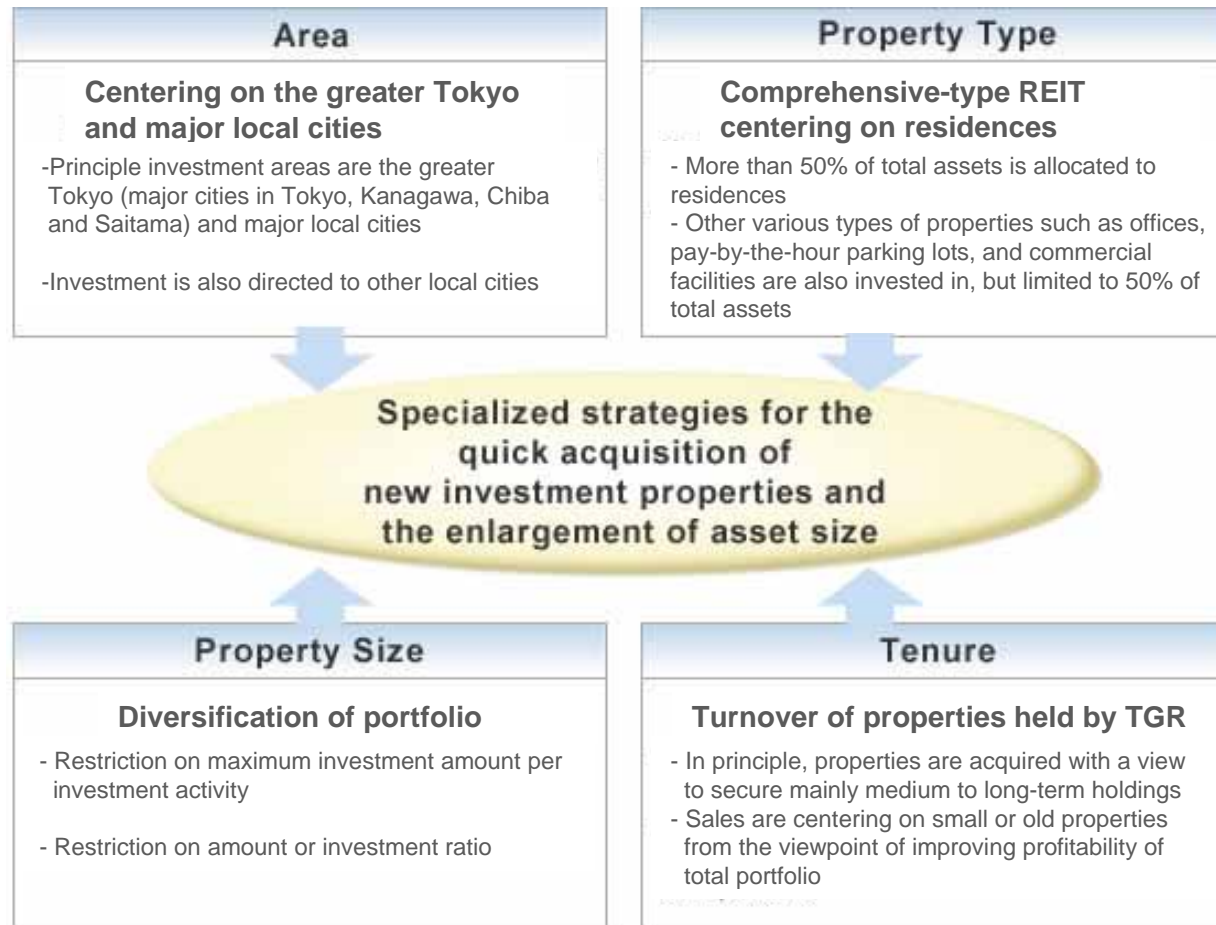 Area
Centering on the greater Tokyo
and major local cities
-Principle investment areas are the greater
Tokyo (major cities in Tokyo, Kanagawa, Chiba
and Saitama) and major local cities
-Investment is also directed to other local cities
Property Type
Comprehensive-type REIT
centering on residences
- More than 50% of total assets is allocated to
residences
- Other various types of properties such as offices,
pay-by-the-hour parking lots, and commercial
facilities are also invested in, but limited to 50% of
total assets
Specialized strategies for the
quick acquisition of
new investment properties and
the enlargement of asset size
Property Size
Diversification of portfolio
- Restriction on maximum investment amount per
investment activity
- Restriction on amount or investment ratio
Tenure
Turnover of properties held by TGR
- In principle, properties are acquired with a view
to secure mainly medium to long-term holdings
- Sales are centering on small or old properties
from the viewpoint of improving profitability of
total portfolio